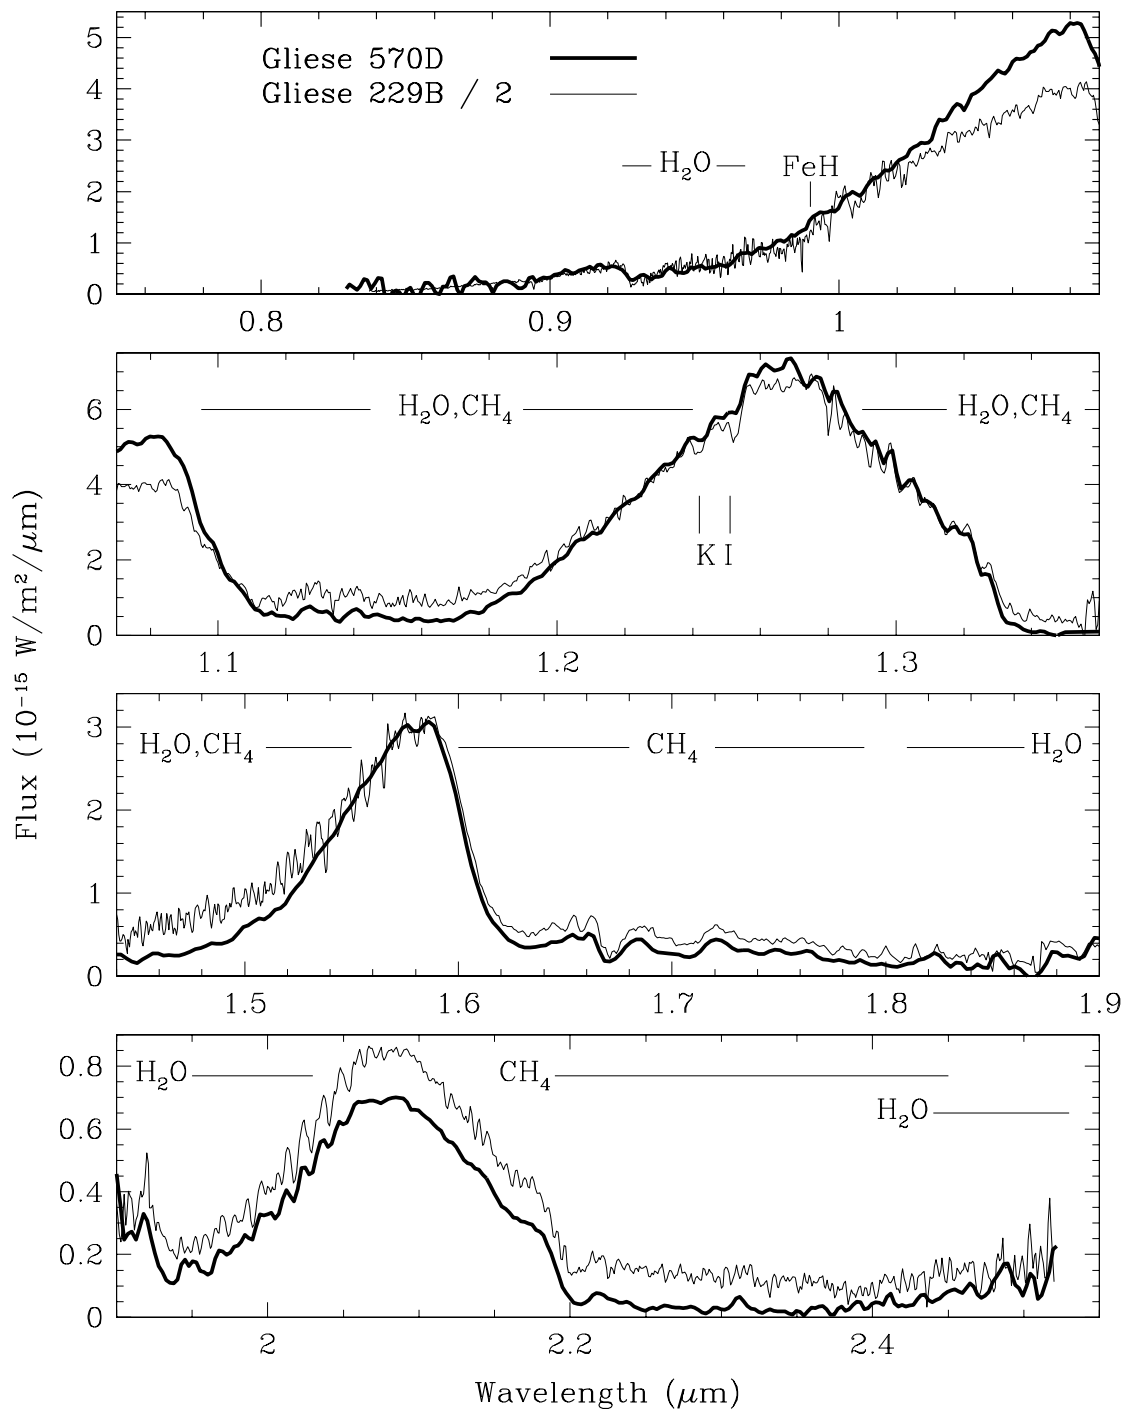 Gliese 570D
Gliese 229B / 2
5
4
3
2
1
0
H₂O
FeH
0.8 0.9 1
6
4
2
0
H₂O,CH₄
H₂O,CH₄
K I
1.1 1.2 1.3
3
2
1
0
H₂O,CH₄
CH₄
H₂O
1.5 1.6 1.7 1.8 1.9
0.8
0.6
0.4
0.2
0
H₂O
CH₄
H₂O
2 2.2 2.4
Wavelength (μm)
Flux (10⁻¹⁵ W/m²/μm)